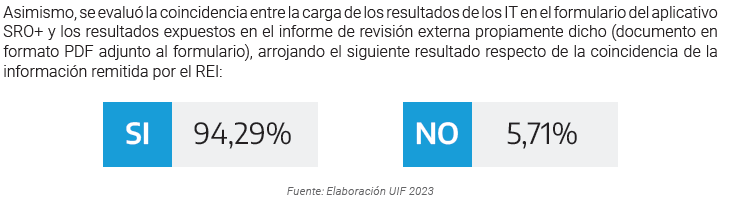 Asimismo, se evaluó la coincidencia entre la carga de los resultados de los IT en el formulario del aplicativo
SRO+ y los resultados expuestos en el informe de revisión externa propiamente dicho (documento en
formato PDF adjunto al formulario), arrojando el siguiente resultado respecto de la coincidencia de la
información remitida por el REI:
SI 94,29% NO 5,71%
Fuente: Elaboración UIF 2023